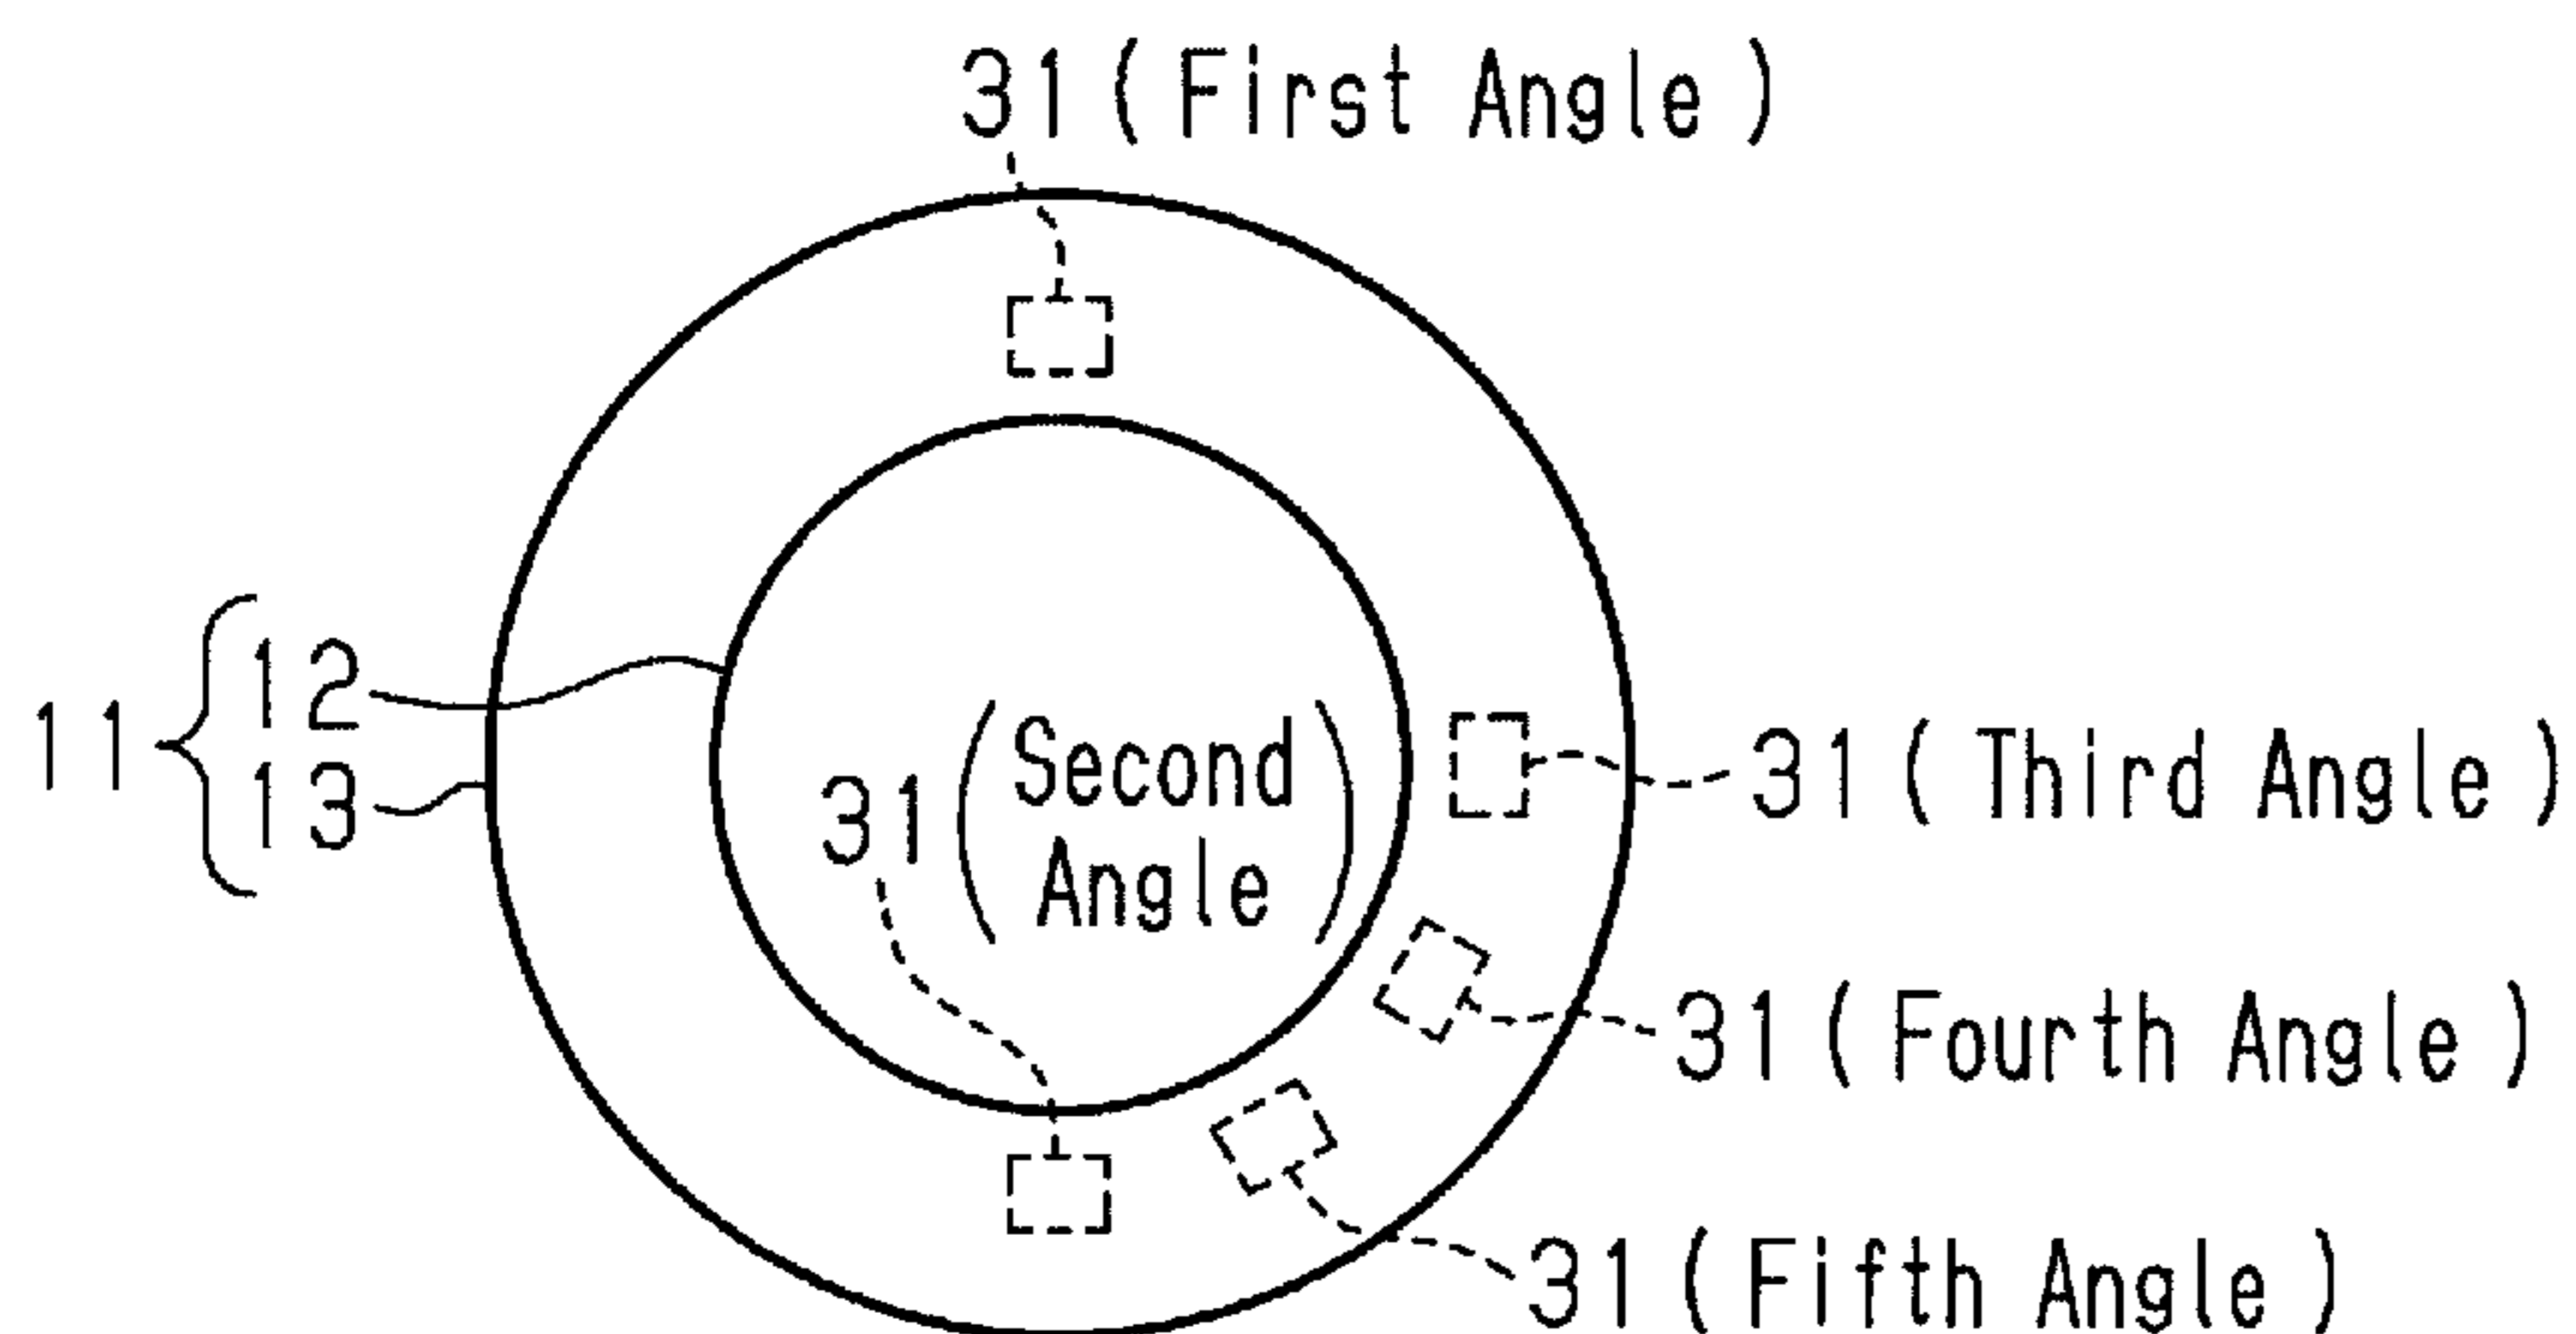 31 ( First Angle )
11
12
13
31 ( Second
Angle )
31 ( Third Angle )
31 ( Fourth Angle )
31 ( Fifth Angle )